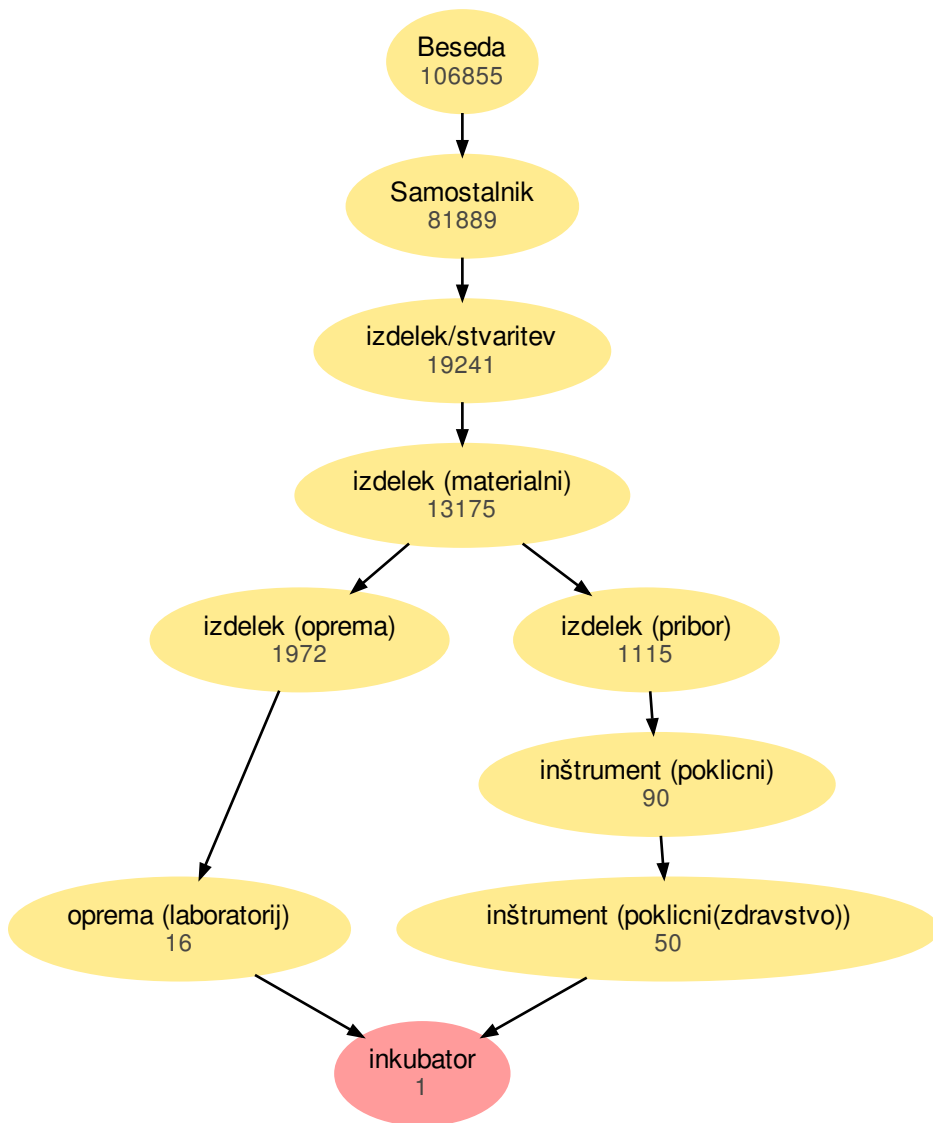 Beseda
106855
Samostalnik
81889
izdelek/stvaritev
19241
izdelek (materialni)
13175
izdelek (oprema)
1972
izdelek (pribor)
1115
inštrument (poklicni)
90
oprema (laboratorij)
16
inštrument (poklicni(zdravstvo))
50
inkubator
1